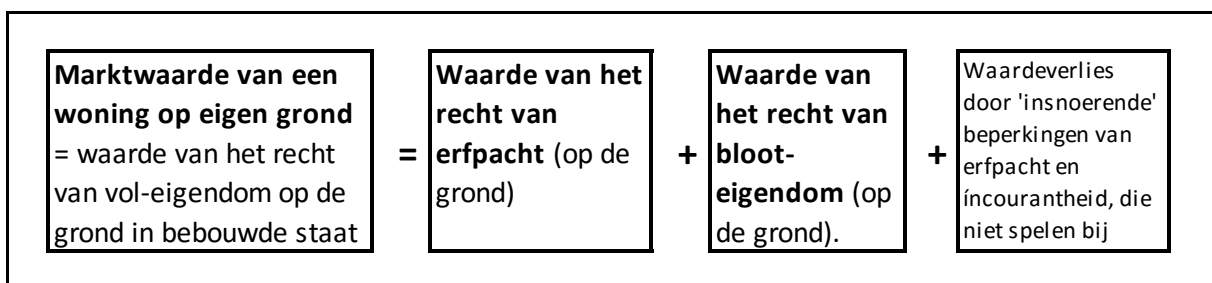 Marktwaarde van een
woning op eigen grond
= waarde van het recht
van vol-eigendom op de
grond in bebouwde staat
=
Waarde van het
recht van
erfpacht (op de
grond)
+
Waarde van
het recht van
bloot-
eigendom (op
de grond).
+
Waardeverlies
door 'insnoerende'
beperkingen van
erfpacht en
íncourantheid, die
niet spelen bij